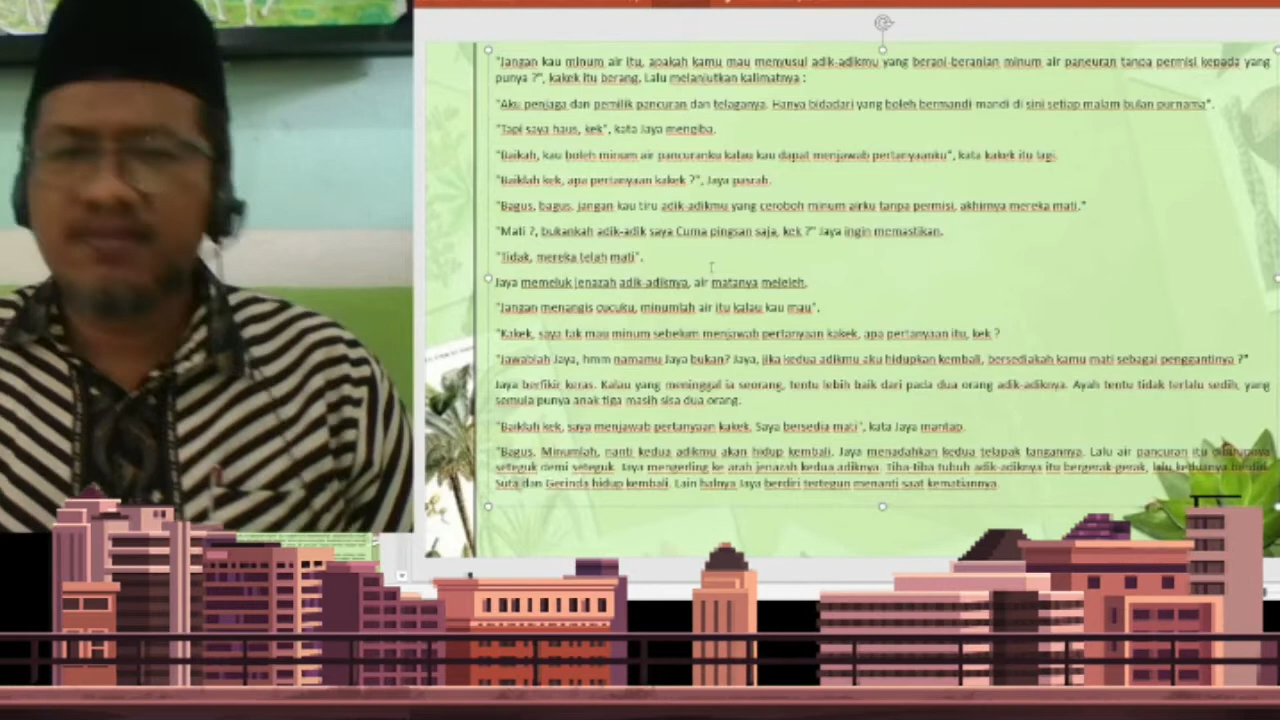 "Jangan kau minum air itu, apakah kamu mau menyusul adik-adikmu yang berani-beranian minum air paneuran tanpa permisi kepada yang
punya ?", kakek itu berang. Lalu melanjutkan kalimatnya :
"Aku penjaga dan pemilik pancuran dan telaganya. Hanya bidadari yang boleh bermandi mandi di sini setiap malam bulan purnama".
"Tapi saya haus, kek", kata Jaya mengiba.
"Baikah, kau boleh minum air pancuranku kalau kau dapat menjawab pertanyaanku", kata kakek itu lagi.
"Baiklah kek, apa pertanyaan kakek ?", Jaya pasrah.
"Bagus, bagus, jangan kau tiru adik-adikmu yang ceroboh minum airku tanpa permisi, akhirnya mereka mati."
"Mati ?, bukankah adik-adik saya Cuma pingsan saja, kek ?" Jaya ingin memastikan.
"Tidak, mereka telah mati".
Jaya memeluk jenazah adik-adiknya, air matanya meleleh.
"Jangan menangis cucuku, minumlah air itu kalau kau mau".
"Kakek, saya tak mau minum sebelum menjawab pertanyaan kakek, apa pertanyaan itu, kek ?
"Jawablah Jaya, hmm namamu Jaya bukan? Jaya, jika kedua adikmu aku hidupkan kembali, bersediakah kamu mati sebagai penggantinya ?"
Jaya berfikir keras. Kalau yang meninggal ia seorang, tentu lebih baik dari pada dua orang adik-adiknya. Ayah tentu tidak terlalu sedih, yang
semula punya anak tiga masih sisa dua orang.
"Baiklah kek, saya menjawab pertanyaan kakek. Saya bersedia mati", kata Jaya mantap.
"Bagus. Minumlah, nanti kedua adikmu akan hidup kembali. Jaya menadahkan kedua telapak tangannya. Lalu air pancuran itu
seteguk demi seteguk. Jaya mengerling ke arah jenazah kedua adiknya. Tiba-tiba tubuh adik-adiknya itu bergerak-gerak, lalu keduanya berdiri
Suta dan Gerinda hidup kembali. Lain halnya Jaya berdiri tertegun menanti saat kematiannya.